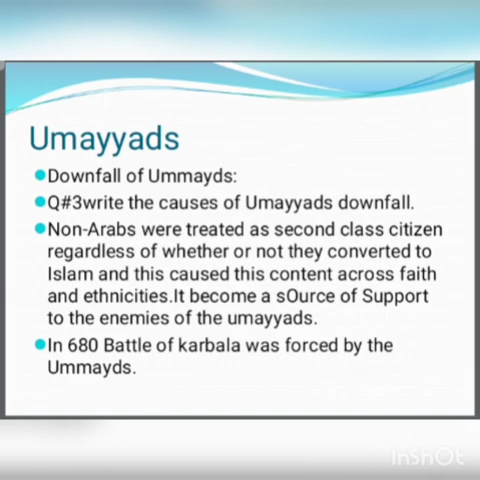 Umayyads
Downfall of Ummayds:
Q#3write the causes of Umayyads downfall.
Non-Arabs were treated as second class citizen
regardless of whether or not they converted to
Islam and this caused this content across faith
and ethnicities.It become a sOurce of Support
to the enemies of the umayyads.
In 680 Battle of karbala was forced by the
Ummayds.
InShOt